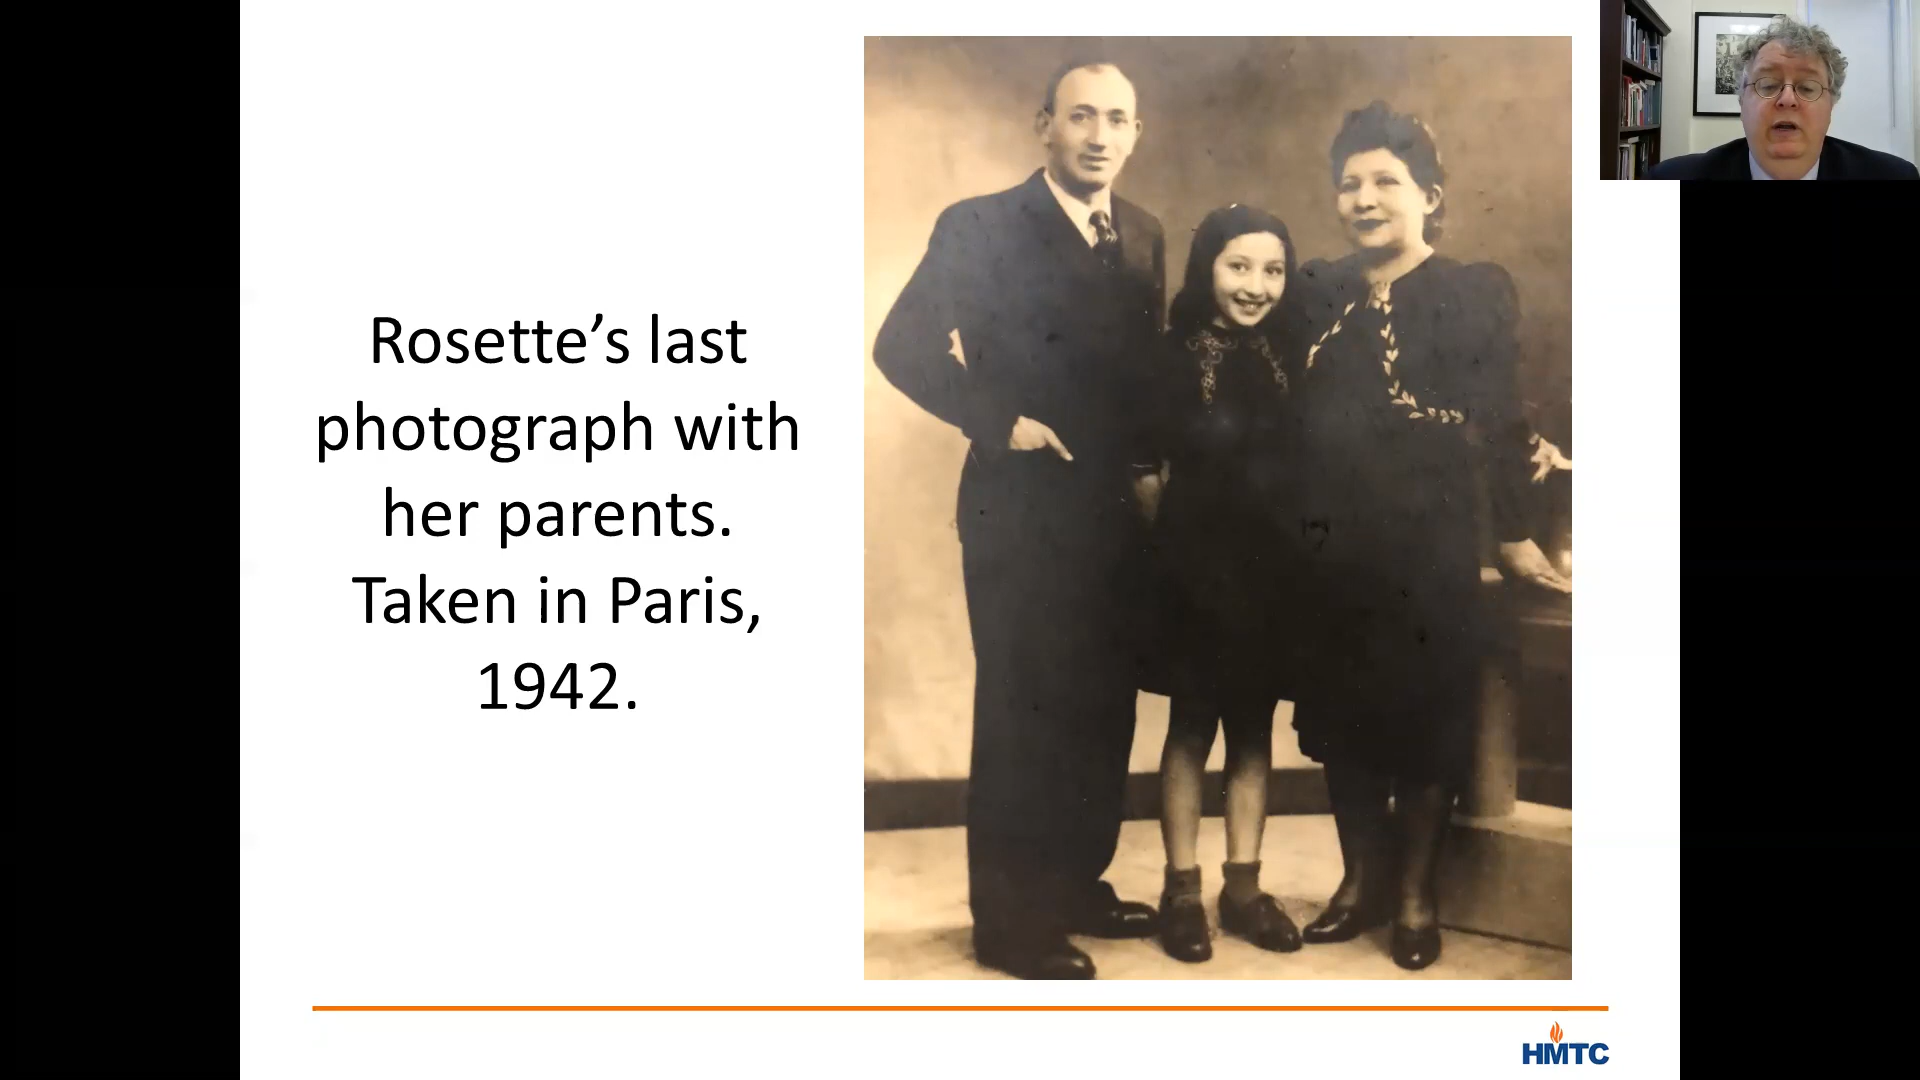 Rosette’s last
photograph with
her parents.
Taken in Paris,
1942.
HMTC